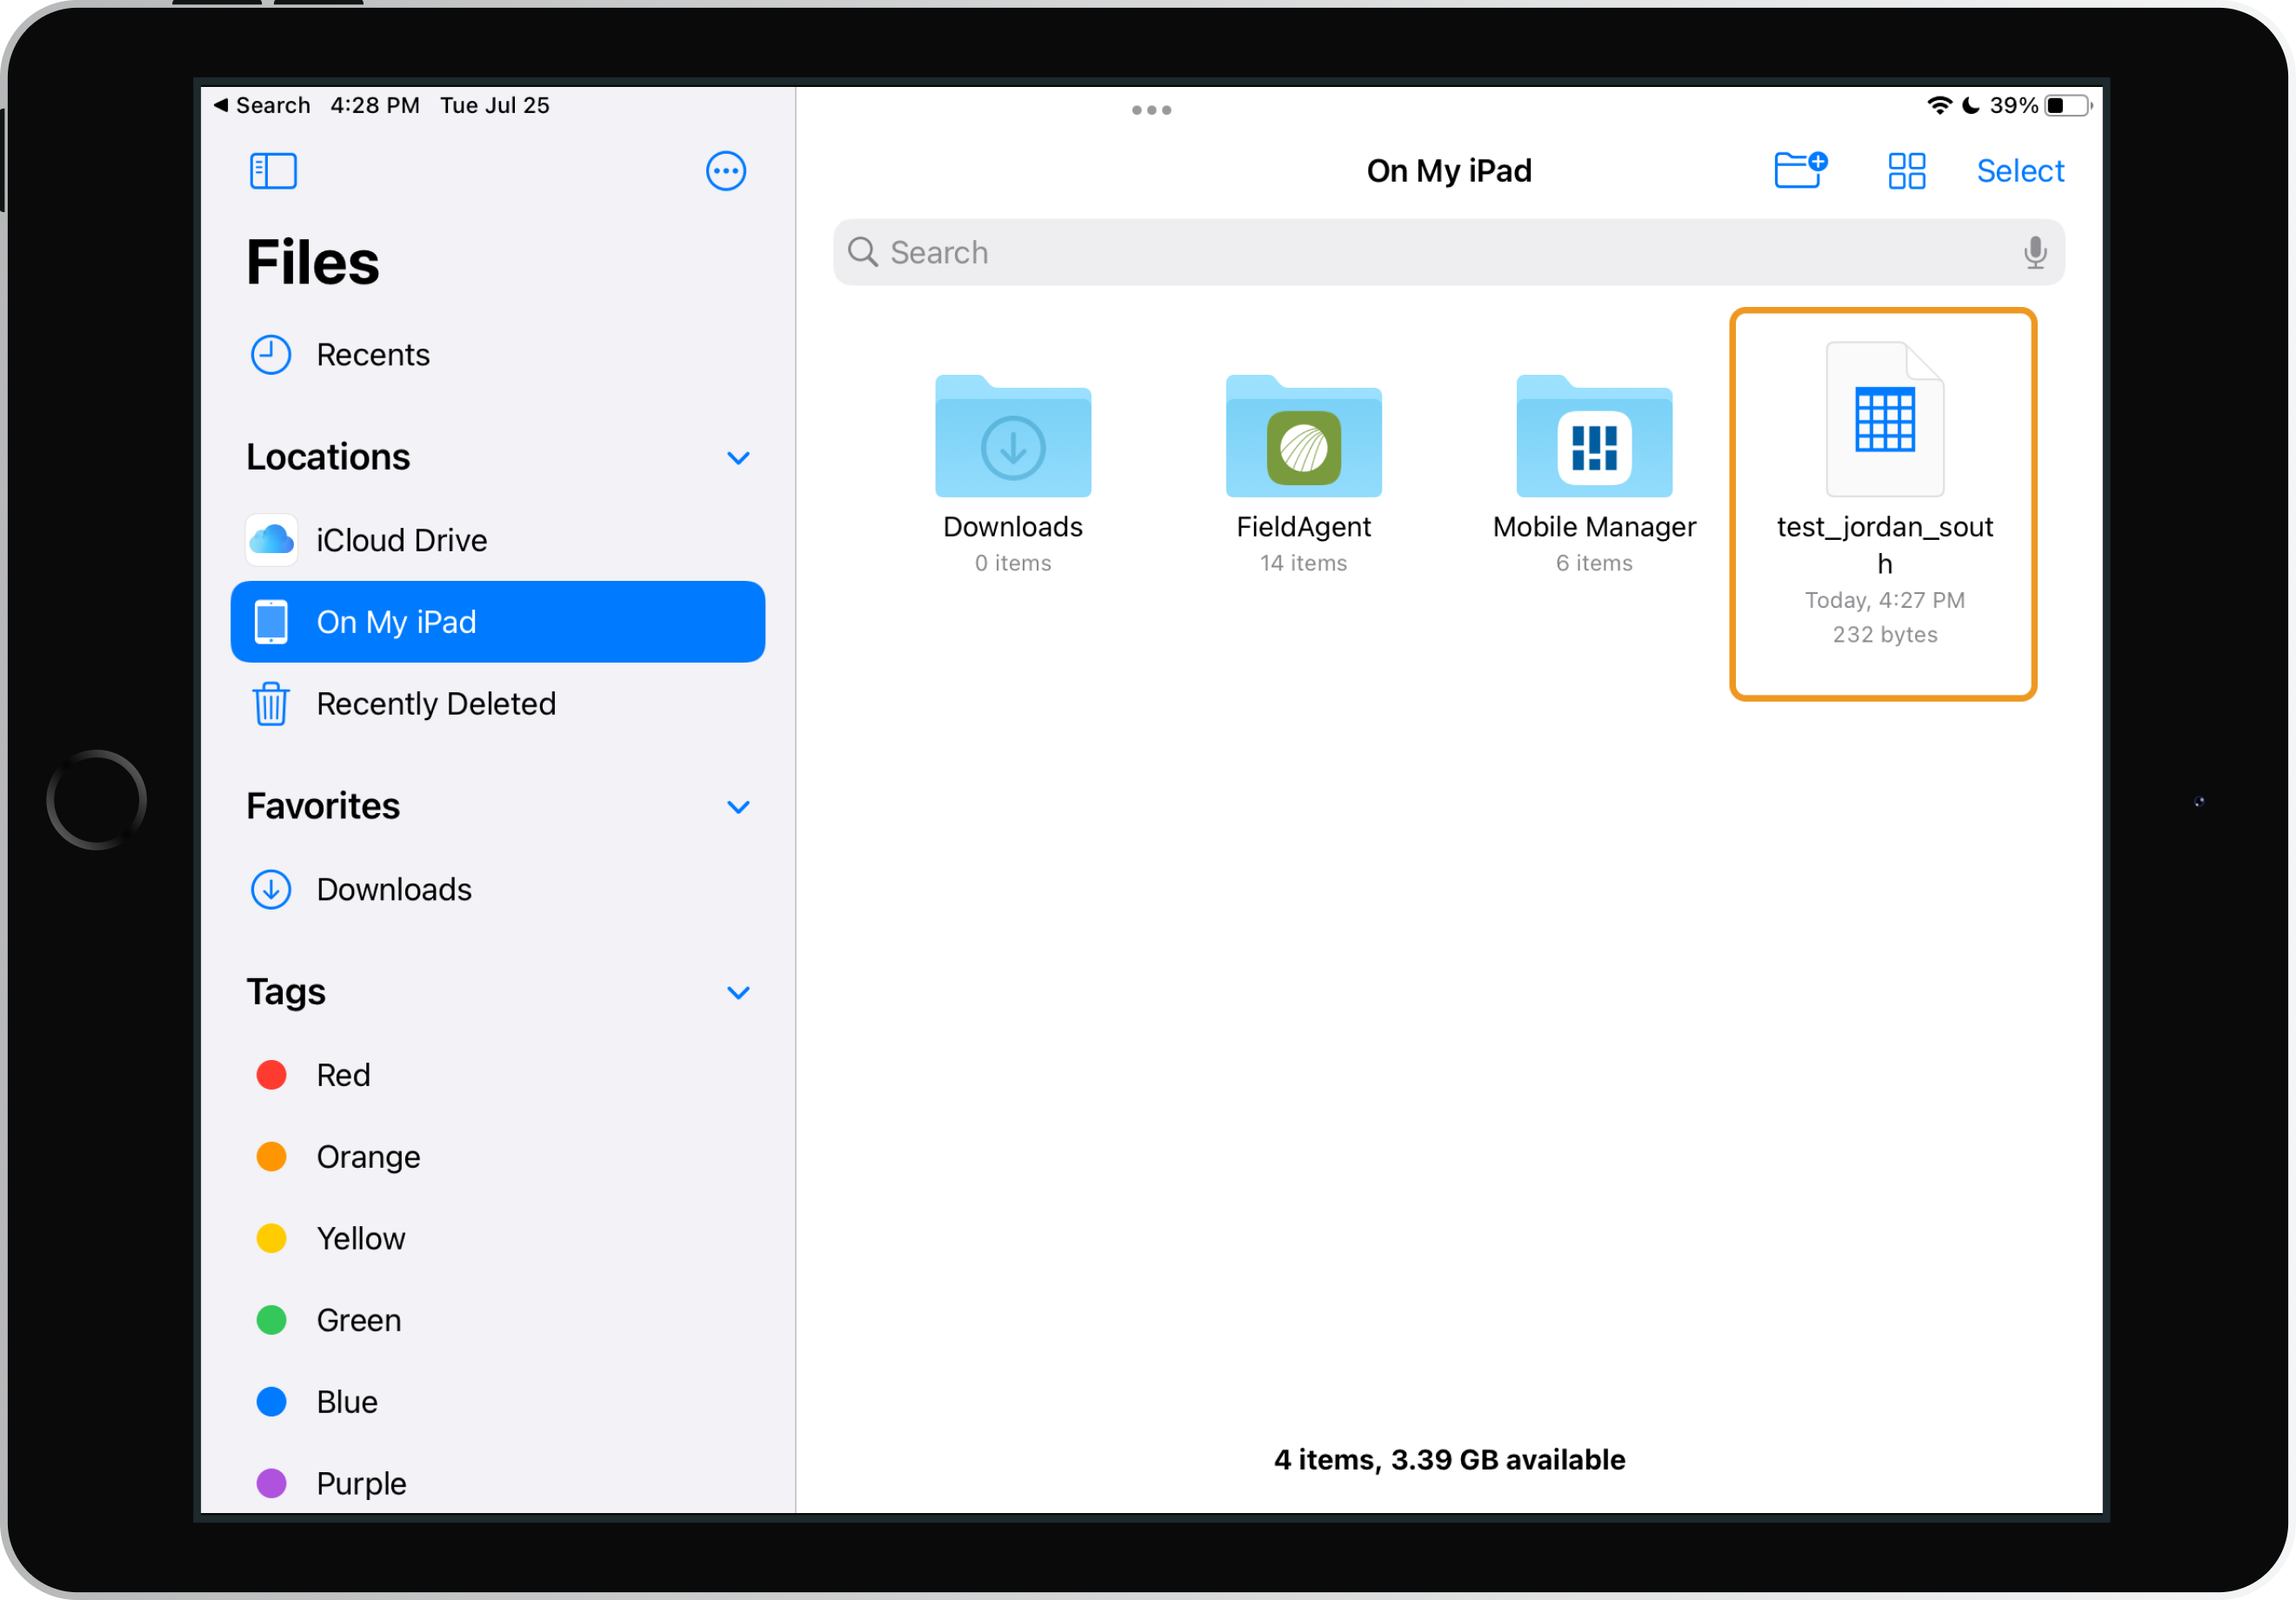 Search 4:28 PM Tue Jul 25
39%
Files
Recents
Locations
iCloud Drive
On My iPad
Recently Deleted
Favorites
Downloads
Tags
Red
Orange
Yellow
Green
Blue
Purple
On My iPad
Select
Search
Downloads
0 items
FieldAgent
14 items
Mobile Manager
6 items
test_jordan_sout
h
Today, 4:27 PM
232 bytes
4 items, 3.39 GB available